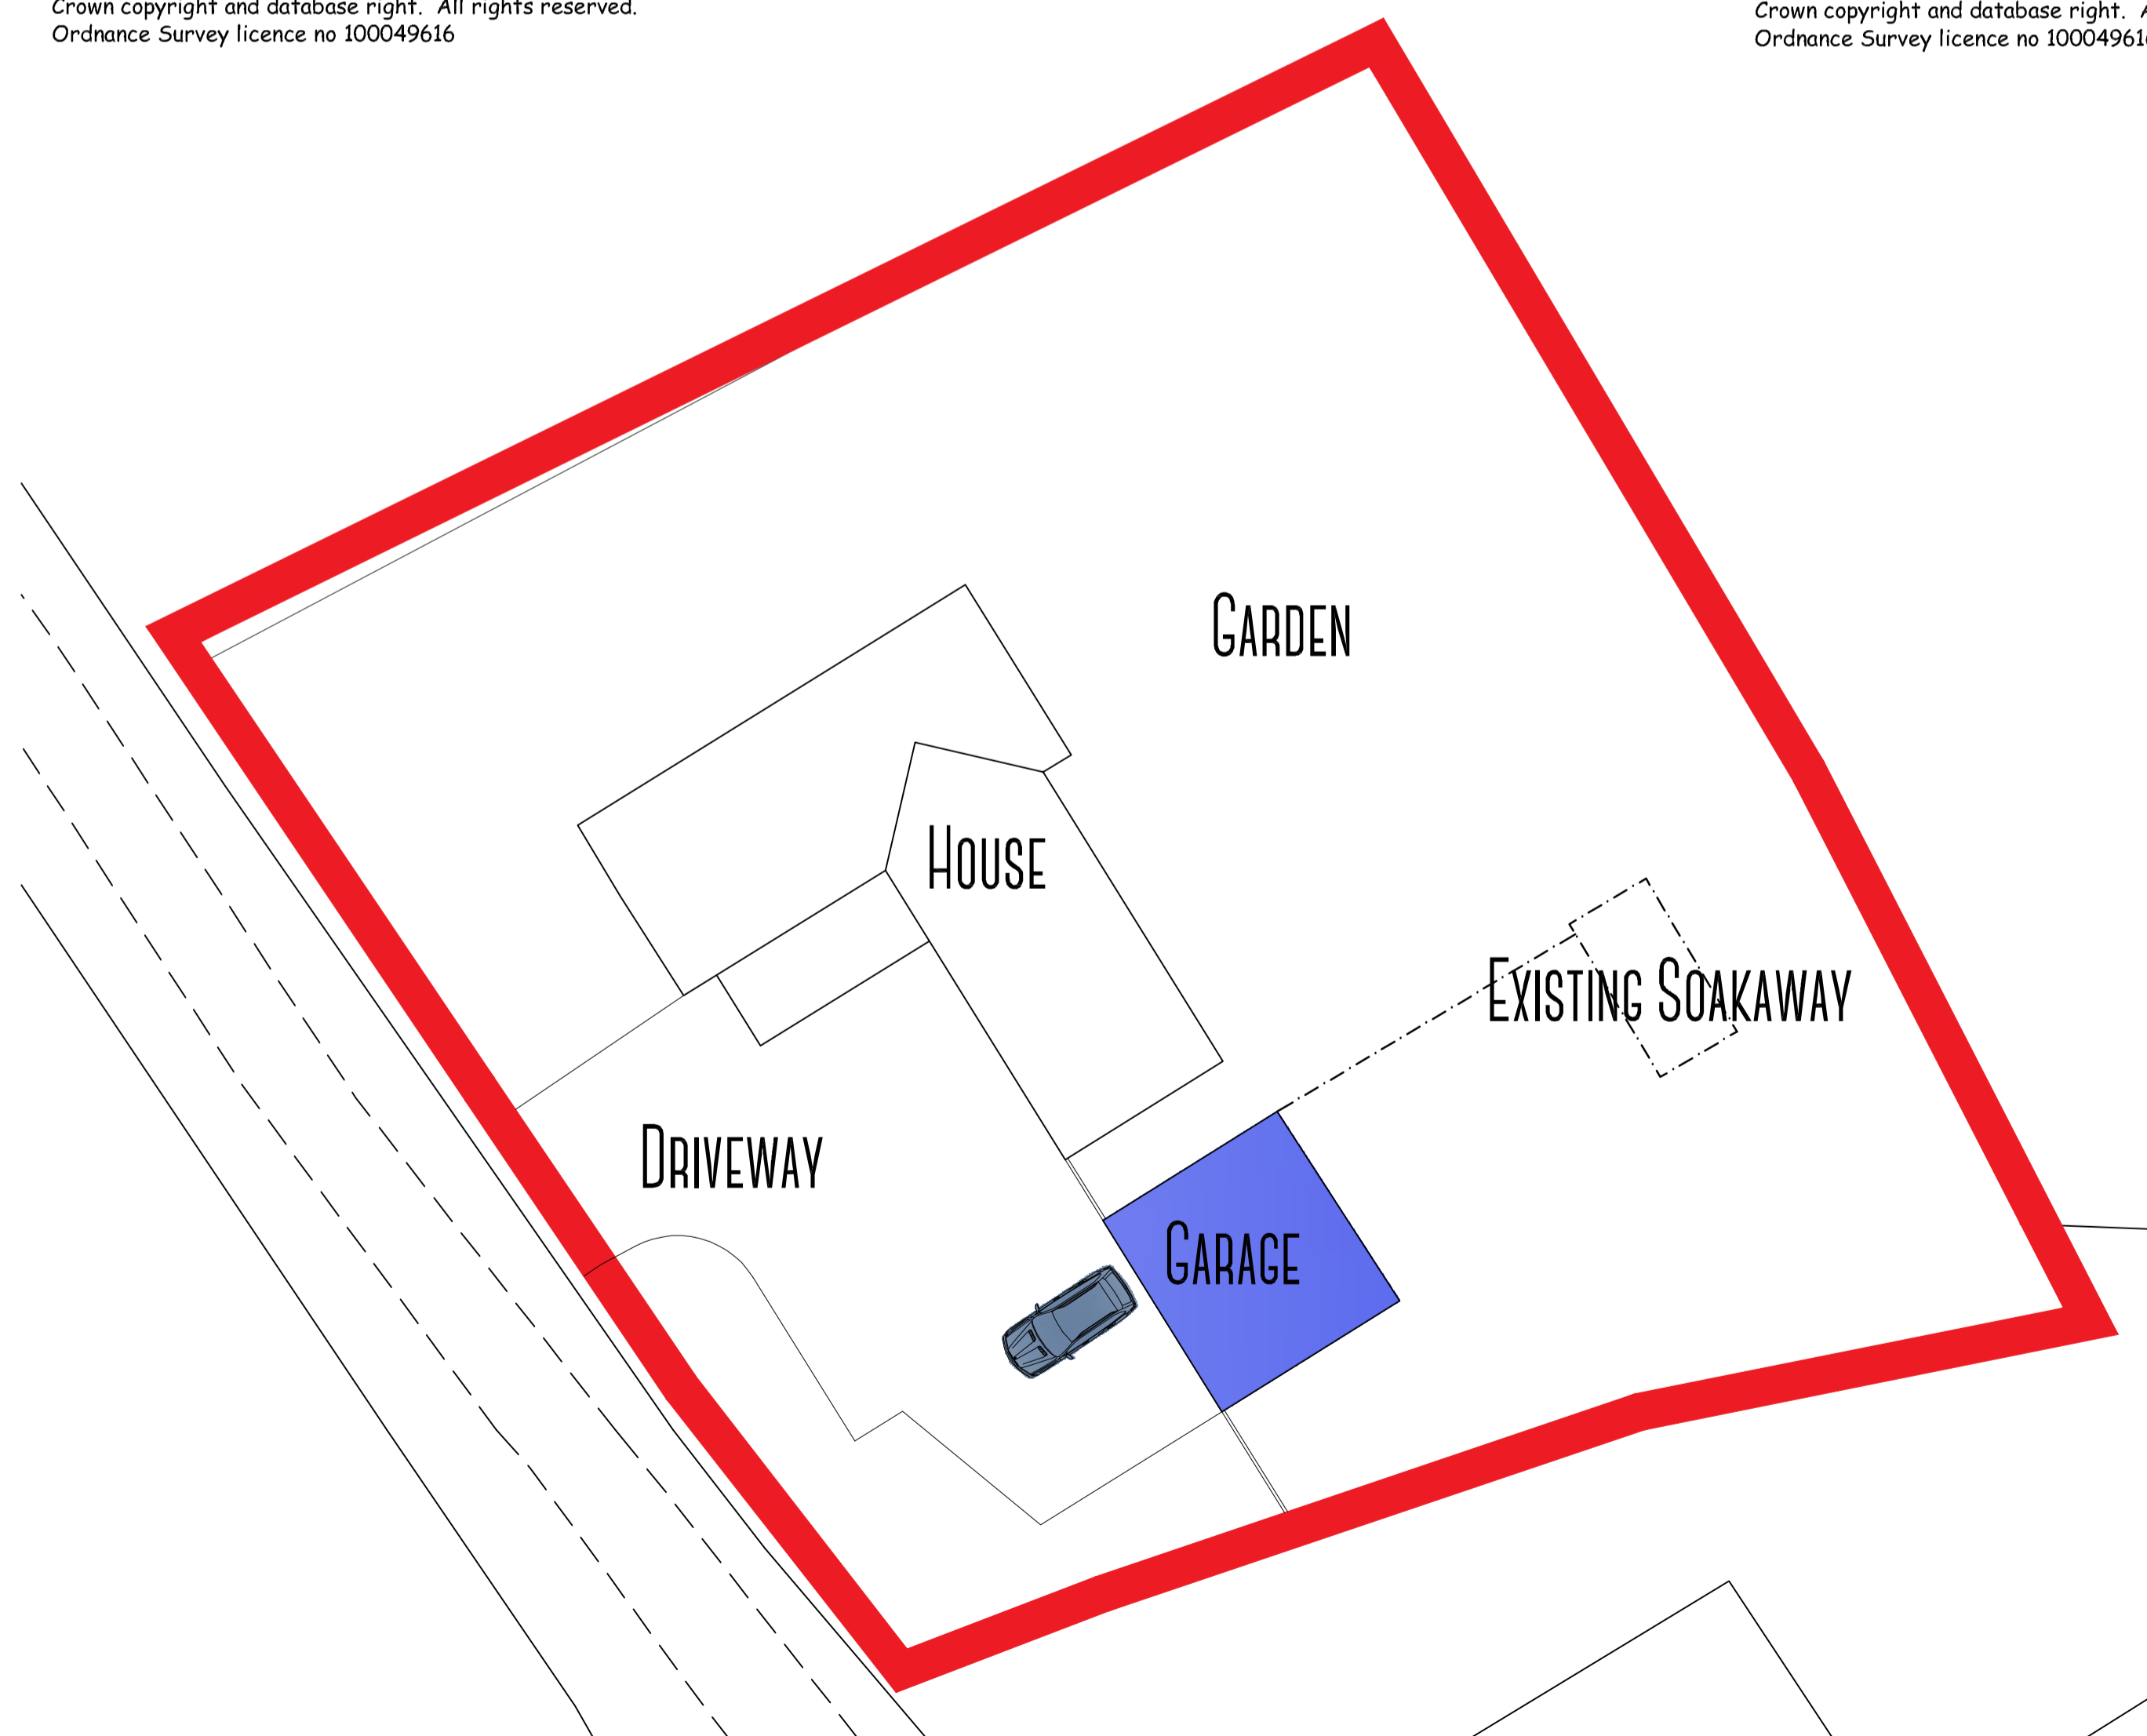 Crown copyright and database right.  All rights reserved.
Ordnance Survey licence no 100049616
Crown copyright and database right.
Ordnance Survey licence no 10004961
GARDEN
HOUSE
EXISTING SOAKAWAY
DRIVEWAY
GARAGE